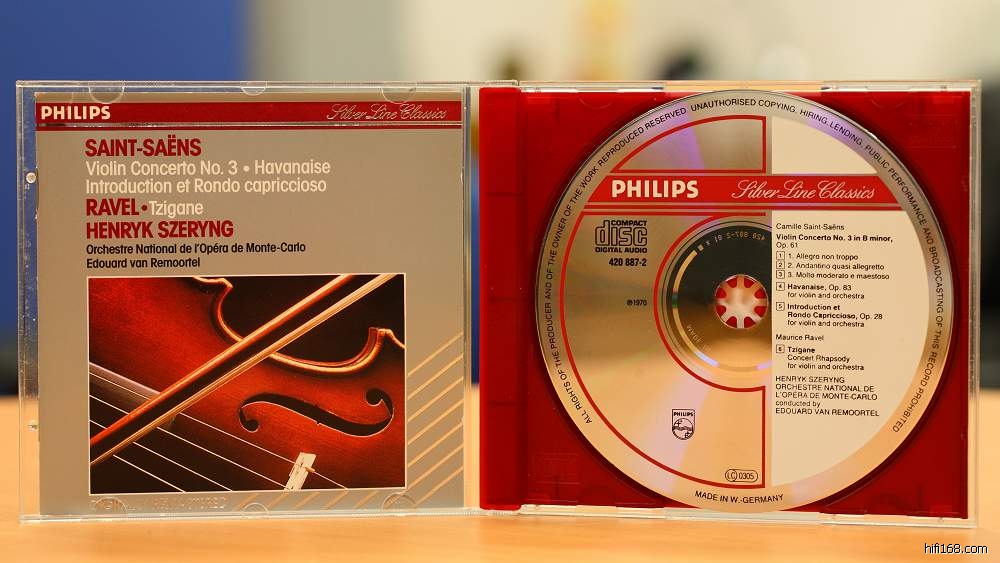 PHILIPS
Silver Line Classics
SAINT-SAËNS
Violin Concerto No. 3 • Havanaise
Introduction et Rondo capriccioso
RAVEL • Tzigane
HENRYK SZERYNG
Orchestre National de l'Opéra de Monte-Carlo
Edouard van Remoortel
ALL RIGHTS OF THE PRODUCER AND OF THE OWNER OF THE WORK REPRODUCED RESERVED UNAUTHORISED COPYING, HIRING, LENDING, PUBLIC PERFORMANCE AND BROADCASTING OF THIS RECORD PROHIBITED
PHILIPS
Silver Line Classics
COMPACT
disc
DIGITAL AUDIO
420 887-2
℗1970
Camille Saint-Saëns
Violin Concerto No. 3 in B minor,
Op. 61
1 1. Allegro non troppo
2 2. Andantino quasi allegretto
3 3. Molto moderato e maestoso
4 Havanaise, Op. 83
for violin and orchestra
5 Introduction et
Rondo Capriccioso, Op. 28
for violin and orchestra
Maurice Ravel
6 Tzigane
Concert Rhapsody
for violin and orchestra
HENRYK SZERYNG
ORCHESTRE NATIONAL DE
L'OPÉRA DE MONTE-CARLO
conducted by
EDOUARD VAN REMOORTEL
PHILIPS
LC 0305
MADE IN W.-GERMANY
hifi168.com